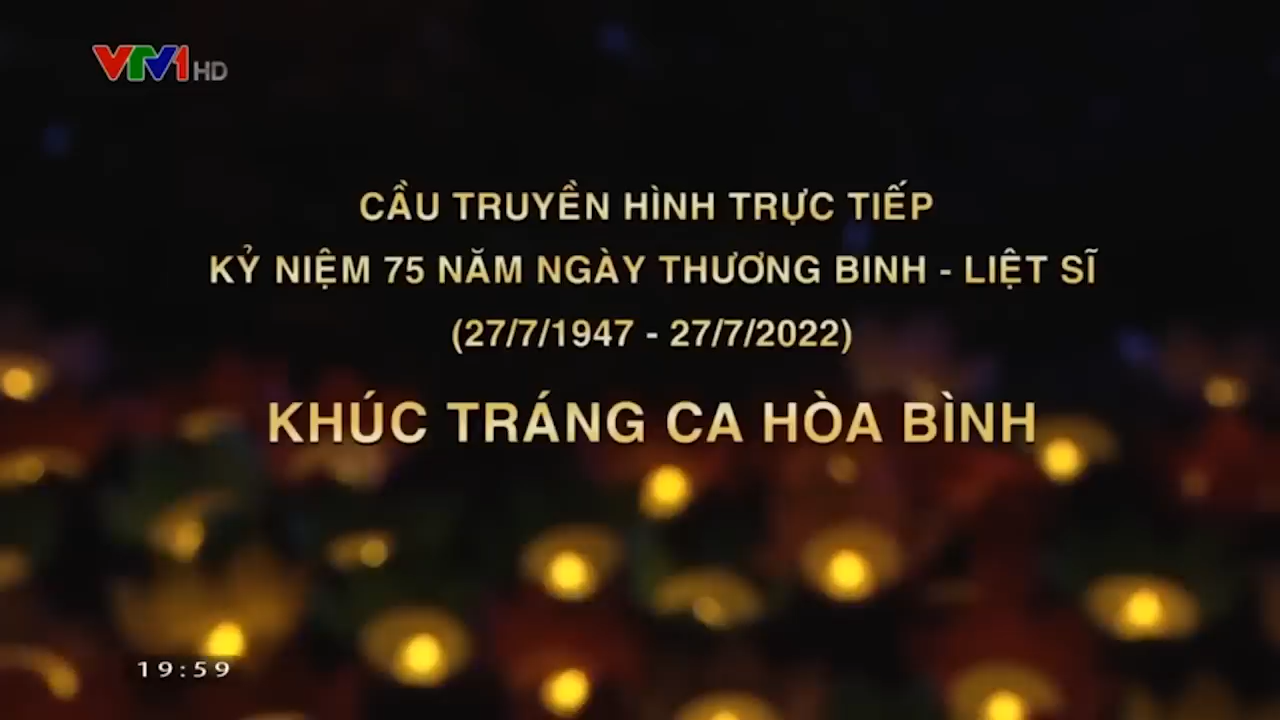 VTV1 HD
CẦU TRUYỀN HÌNH TRỰC TIẾP
KỶ NIỆM 75 NĂM NGÀY THƯƠNG BINH - LIỆT SĨ
(27/7/1947 - 27/7/2022)
KHÚC TRÁNG CA HÒA BÌNH
19:59